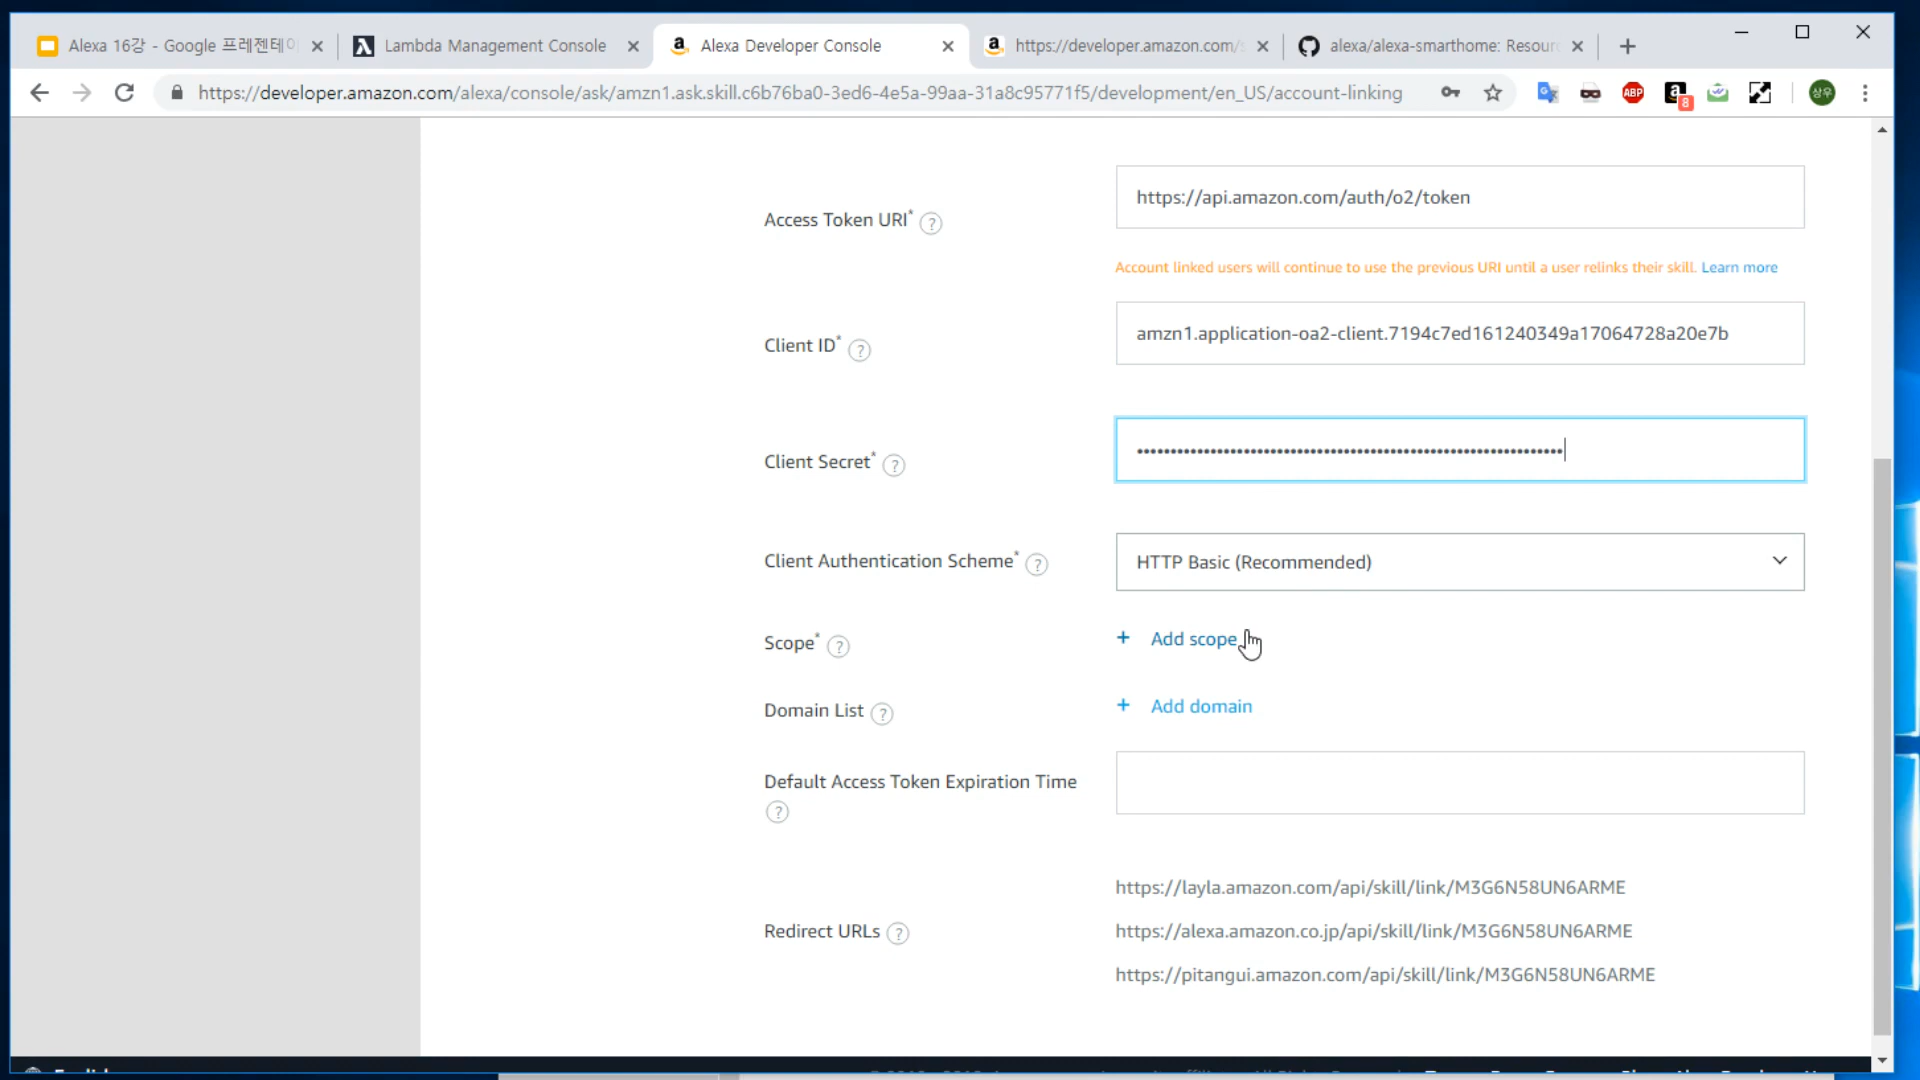 Alexa 16강 - Google 프레젠테이
Lambda Management Console
Alexa Developer Console
https://developer.amazon.com/s
alexa/alexa-smarthome: Resour
https://developer.amazon.com/alexa/console/ask/amzn1.ask.skill.c6b76ba0-3ed6-4e5a-99aa-31a8c95771f5/development/en_US/account-linking
ABP
8
상우
Access Token URI* ?
https://api.amazon.com/auth/o2/token
Account linked users will continue to use the previous URI until a user relinks their skill. Learn more
Client ID* ?
amzn1.application-oa2-client.7194c7ed161240349a17064728a20e7b
Client Secret* ?
Client Authentication Scheme* ?
HTTP Basic (Recommended)
Scope* ?
+ Add scope
Domain List ?
+ Add domain
Default Access Token Expiration Time
?
https://layla.amazon.com/api/skill/link/M3G6N58UN6ARME
Redirect URLs ?
https://alexa.amazon.co.jp/api/skill/link/M3G6N58UN6ARME
https://pitangui.amazon.com/api/skill/link/M3G6N58UN6ARME